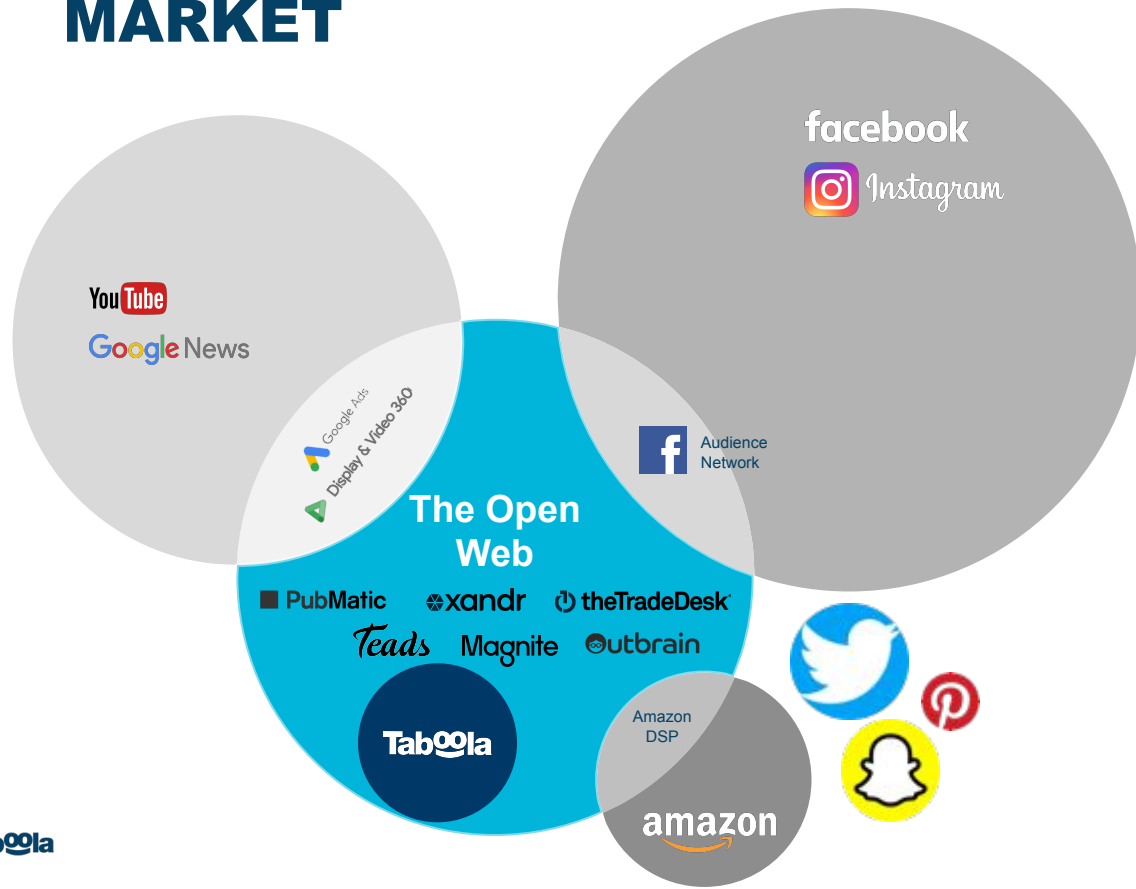 MARKET
facebook
Instagram
YouTube
Google News
Google Ads
Display & Video 360
Audience
Network
The Open
Web
PubMatic
xandr
theTradeDesk
Teads
Magnite
Outbrain
Taboola
Amazon
DSP
amazon